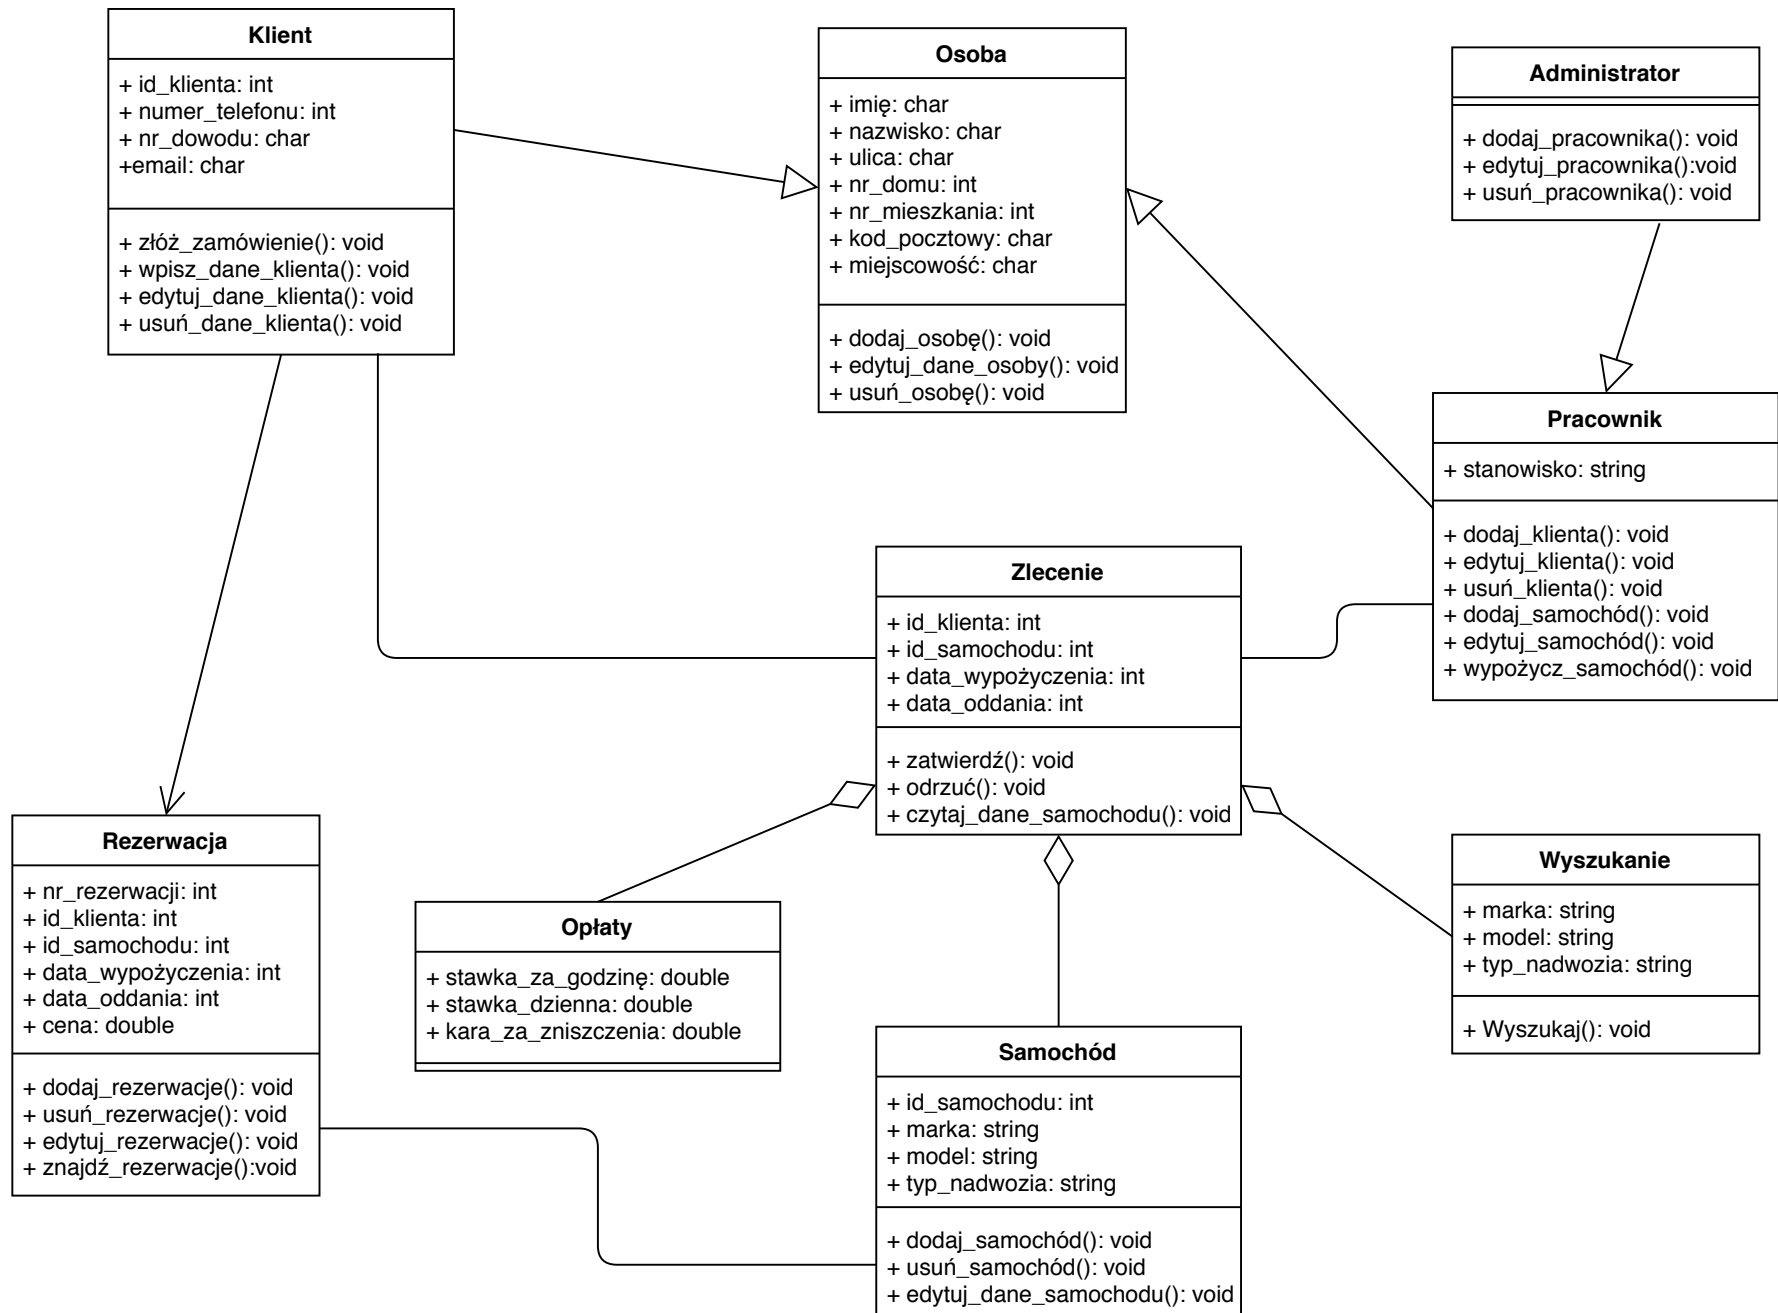 Klient
+ id_klienta: int
+ numer_telefonu: int
+ nr_dowodu: char
+email: char
+ złóż_zamówienie(): void
+ wpisz_dane_klienta(): void
+ edytuj_dane_klienta(): void
+ usuń_dane_klienta(): void
Osoba
+ imię: char
+ nazwisko: char
+ ulica: char
+ nr_domu: int
+ nr_mieszkania: int
+ kod_pocztowy: char
+ miejscowość: char
+ dodaj_osobę(): void
+ edytuj_dane_osoby(): void
+ usuń_osobę(): void
Administrator
+ dodaj_pracownika(): void
+ edytuj_pracownika():void
+ usuń_pracownika(): void
Pracownik
+ stanowisko: string
+ dodaj_klienta(): void
+ edytuj_klienta(): void
+ usuń_klienta(): void
+ dodaj_samochód(): void
+ edytuj_samochód(): void
+ wypożycz_samochód(): void
Zlecenie
+ id_klienta: int
+ id_samochodu: int
+ data_wypożyczenia: int
+ data_oddania: int
+ zatwierdź(): void
+ odrzuć(): void
+ czytaj_dane_samochodu(): void
Rezerwacja
+ nr_rezerwacji: int
+ id_klienta: int
+ id_samochodu: int
+ data_wypożyczenia: int
+ data_oddania: int
+ cena: double
+ dodaj_rezerwacje(): void
+ usuń_rezerwacje(): void
+ edytuj_rezerwacje(): void
+ znajdź_rezerwacje():void
Opłaty
+ stawka_za_godzinę: double
+ stawka_dzienna: double
+ kara_za_zniszczenia: double
Samochód
+ id_samochodu: int
+ marka: string
+ model: string
+ typ_nadwozia: string
+ dodaj_samochód(): void
+ usuń_samochód(): void
+ edytuj_dane_samochodu(): void
Wyszukanie
+ marka: string
+ model: string
+ typ_nadwozia: string
+ Wyszukaj(): void